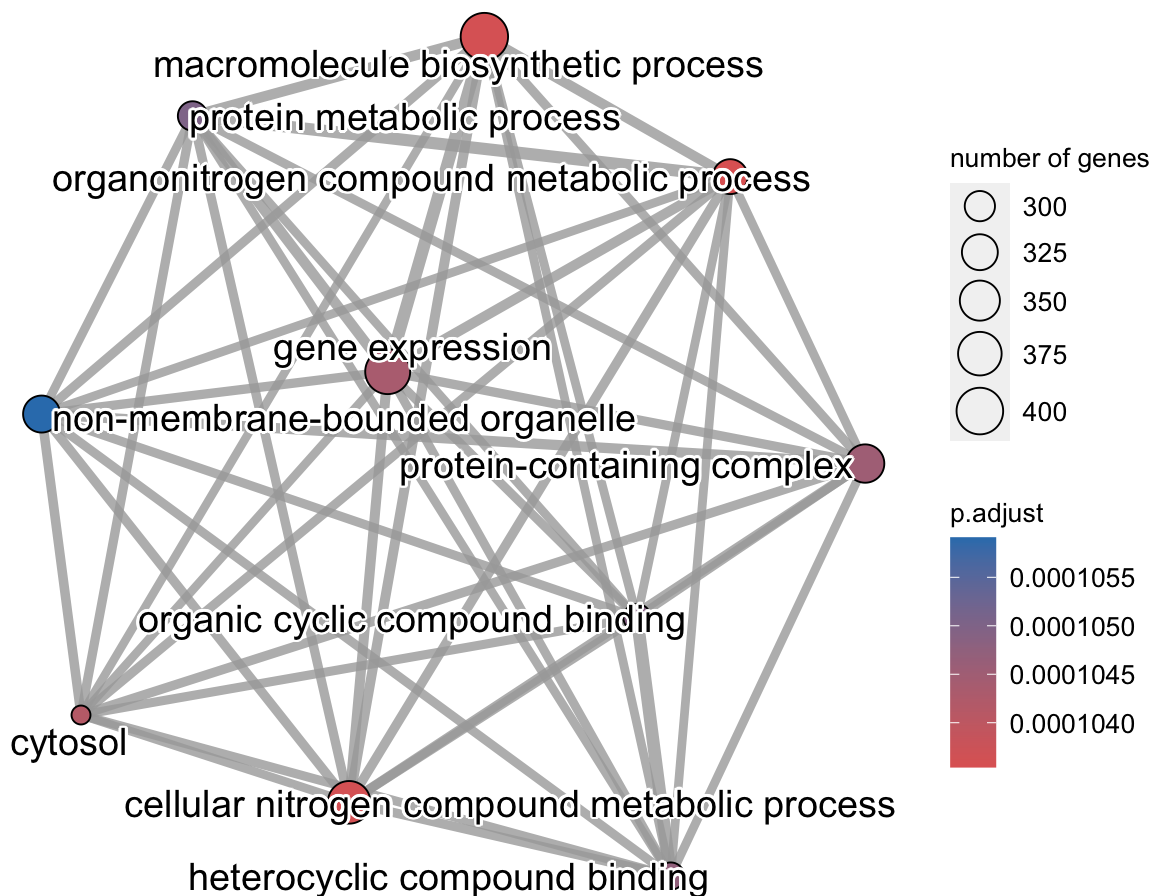 macromolecule biosynthetic process
protein metabolic process
organonitrogen compound metabolic process
gene expression
non-membrane-bounded organelle
protein-containing complex
organic cyclic compound binding
cytosol
cellular nitrogen compound metabolic process
heterocyclic compound binding
number of genes
300
325
350
375
400
p.adjust
0.0001055
0.0001050
0.0001045
0.0001040